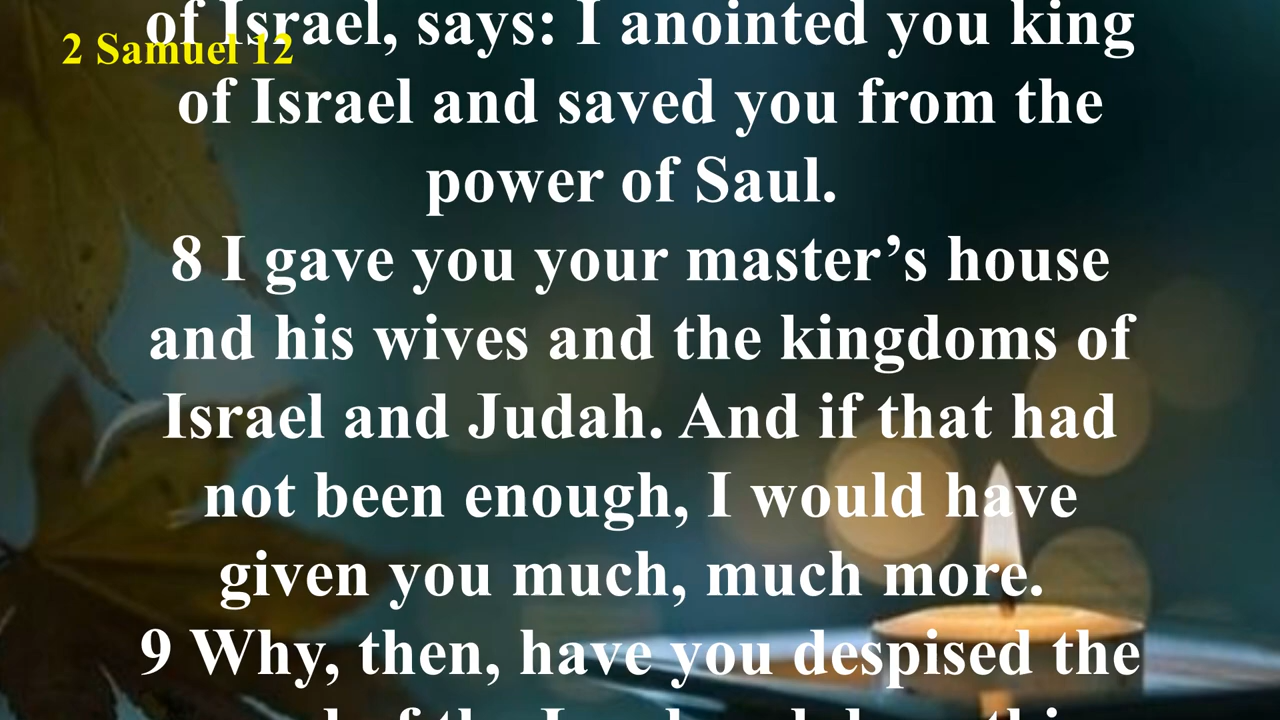 of Israel, says: I anointed you king
2 Samuel 12
of Israel and saved you from the
power of Saul.
8 I gave you your master’s house
and his wives and the kingdoms of
Israel and Judah. And if that had
not been enough, I would have
given you much, much more.
9 Why, then, have you despised the